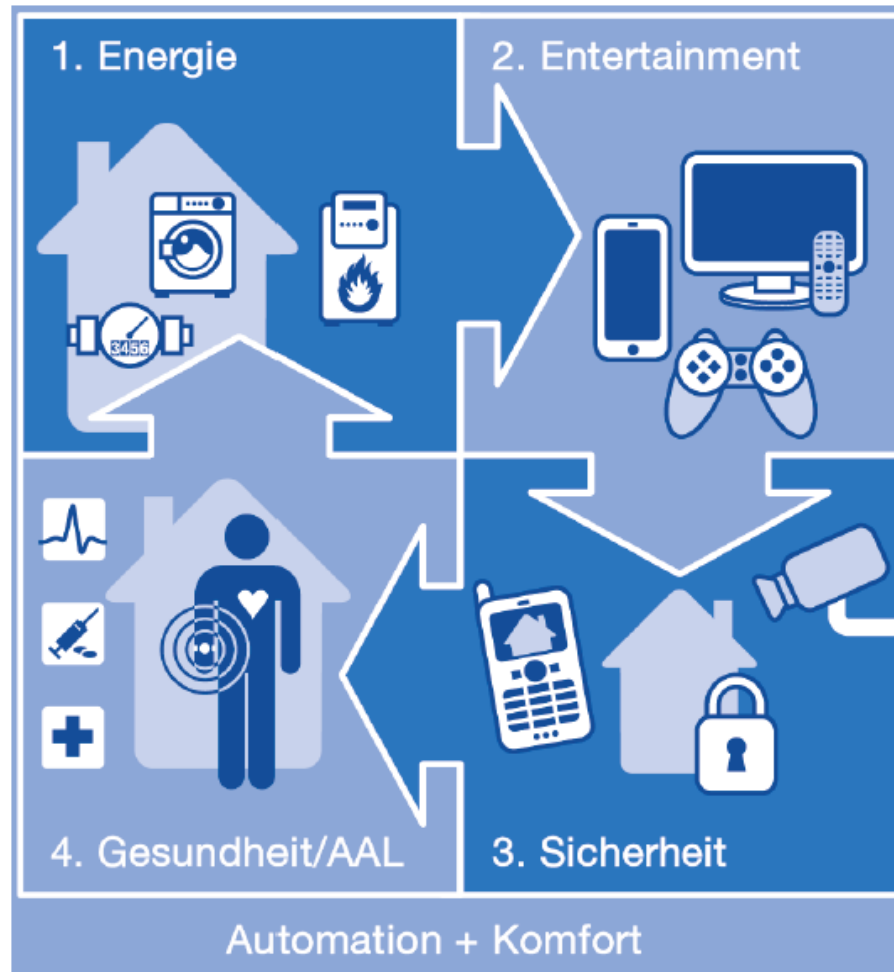 1. Energie
2. Entertainment
3456
4. Gesundheit/AAL
3. Sicherheit
Automation + Komfort